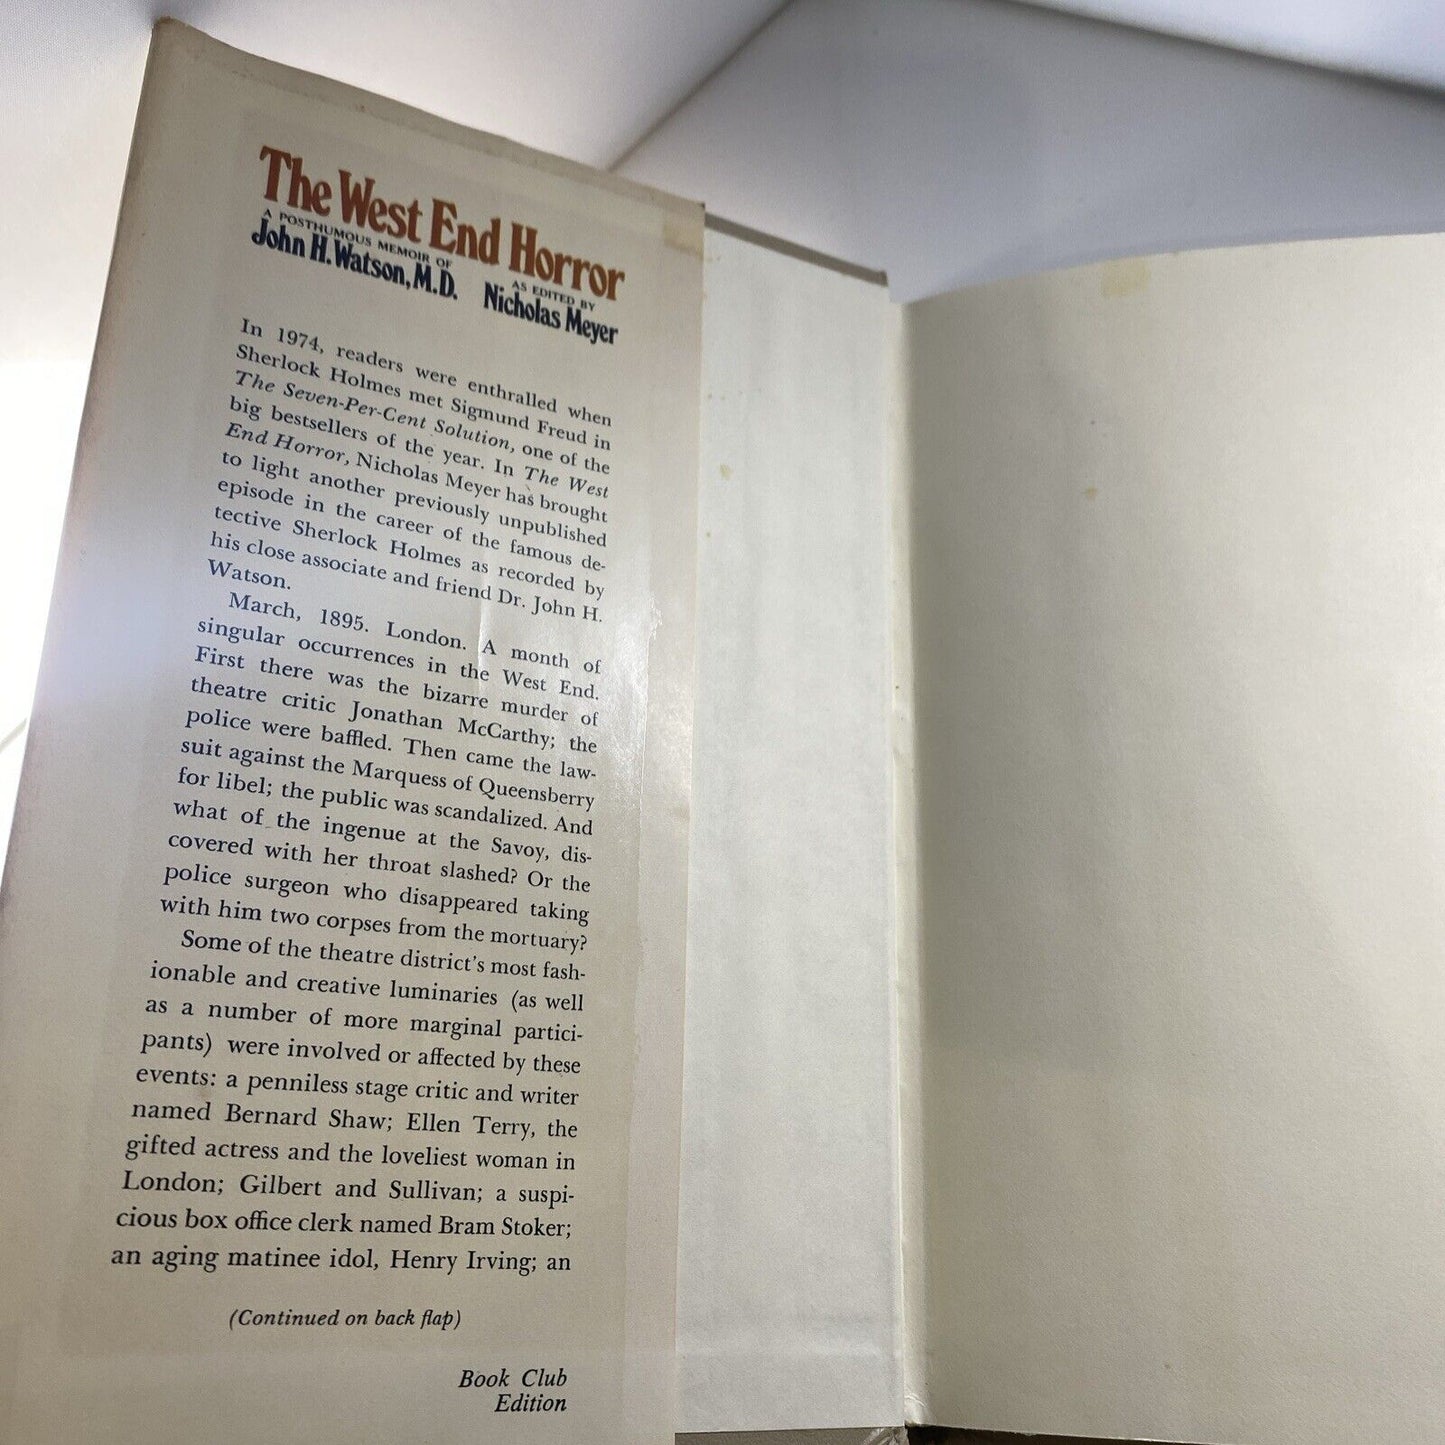 The West End Horror
A POSTHUMOUS MEMOIR OF
John H. Watson, M.D.
AS EDITED BY
Nicholas Meyer
In 1974, readers were enthralled when
Sherlock Holmes met Sigmund Freud in
The Seven-Per-Cent Solution, one of the
big bestsellers of the year. In The West
End Horror, Nicholas Meyer has brought
to light another previously unpublished
episode in the career of the famous de-
tective Sherlock Holmes as recorded by
his close associate and friend Dr. John H.
Watson.
March, 1895. London. A month of
singular occurrences in the West End.
First there was the bizarre murder of
theatre critic Jonathan McCarthy; the
police were baffled. Then came the law-
suit against the Marquess of Queensberry
for libel; the public was scandalized. And
what of the ingenue at the Savoy, dis-
covered with her throat slashed? Or the
police surgeon who disappeared taking
with him two corpses from the mortuary?
Some of the theatre district's most fash-
ionable and creative luminaries (as well
as a number of more marginal partici-
pants) were involved or affected by these
events: a penniless stage critic and writer
named Bernard Shaw; Ellen Terry, the
gifted actress and the loveliest woman in
London; Gilbert and Sullivan; a suspi-
cious box office clerk named Bram Stoker;
an aging matinee idol, Henry Irving; an
(Continued on back flap)
Book Club
Edition